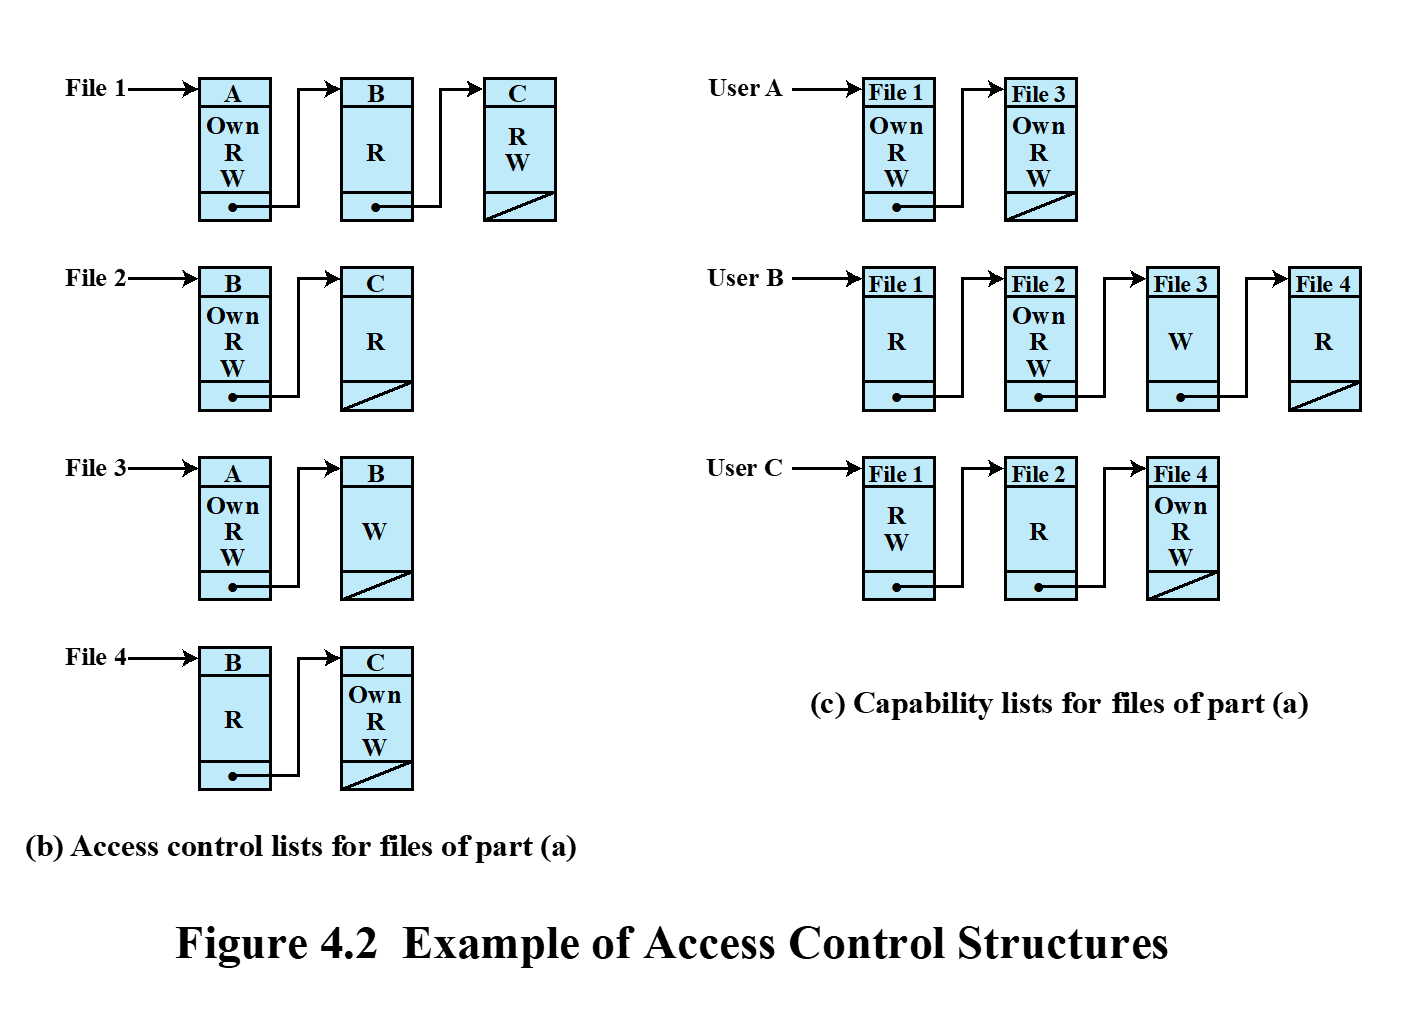 File 1
A
Own
R
W
B
R
C
R
W
File 2
B
Own
R
W
C
R
File 3
A
Own
R
W
B
W
File 4
B
R
C
Own
R
W
(b) Access control lists for files of part (a)
User A
File 1
Own
R
W
File 3
Own
R
W
User B
File 1
R
File 2
Own
R
W
File 3
W
File 4
R
User C
File 1
R
W
File 2
R
File 4
Own
R
W
(c) Capability lists for files of part (a)
Figure 4.2 Example of Access Control Structures